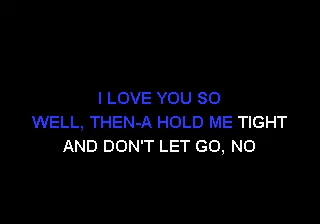 I LOVE YOU SO
WELL, THEN-A HOLD ME TIGHT
AND DON'T LET GO, NO